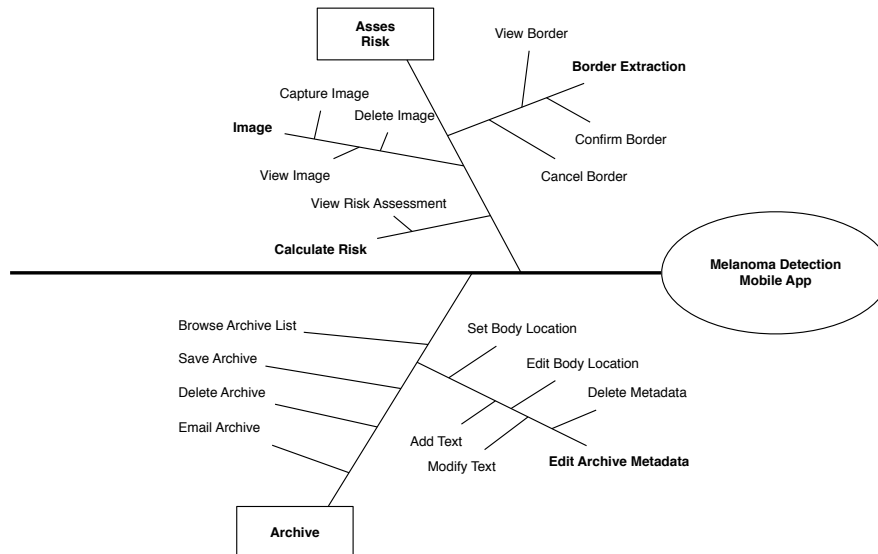 Asses
Risk
View Border
Border Extraction
Capture Image
Delete Image
Image
Confirm Border
View Image
Cancel Border
View Risk Assessment
Calculate Risk
Melanoma Detection
Mobile App
Browse Archive List
Set Body Location
Save Archive
Edit Body Location
Delete Archive
Delete Metadata
Email Archive
Add Text
Modify Text
Edit Archive Metadata
Archive